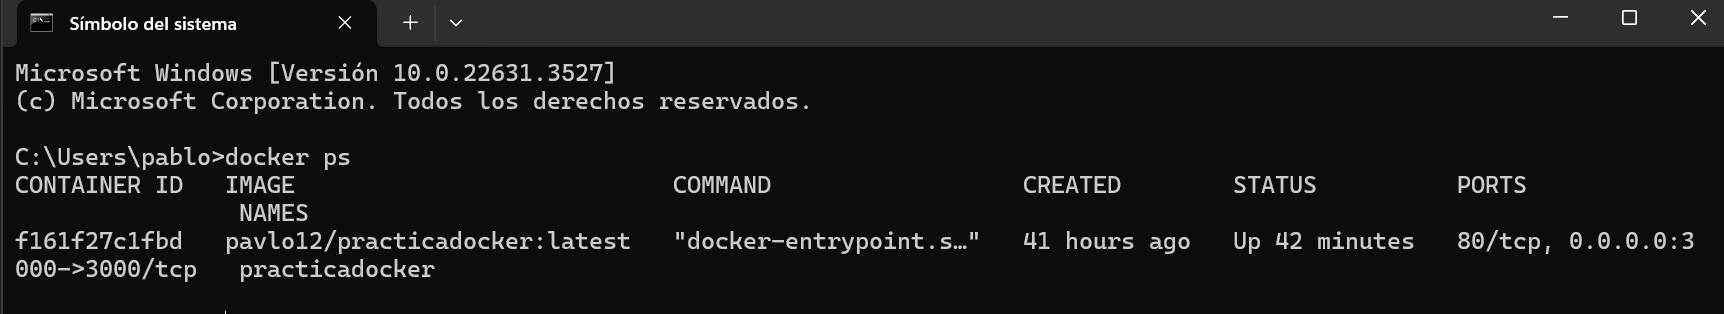 Símbolo del sistema
Microsoft Windows [Versión 10.0.22631.3527]
(c) Microsoft Corporation. Todos los derechos reservados.
C:\Users\pablo>docker ps
CONTAINER ID   IMAGE                           COMMAND                  CREATED        STATUS          PORTS
                NAMES
f161f27c1fbd   pavlo12/practicadocker:latest   "docker-entrypoint.s…"   41 hours ago   Up 42 minutes   80/tcp, 0.0.0.0:3
000->3000/tcp   practicadocker